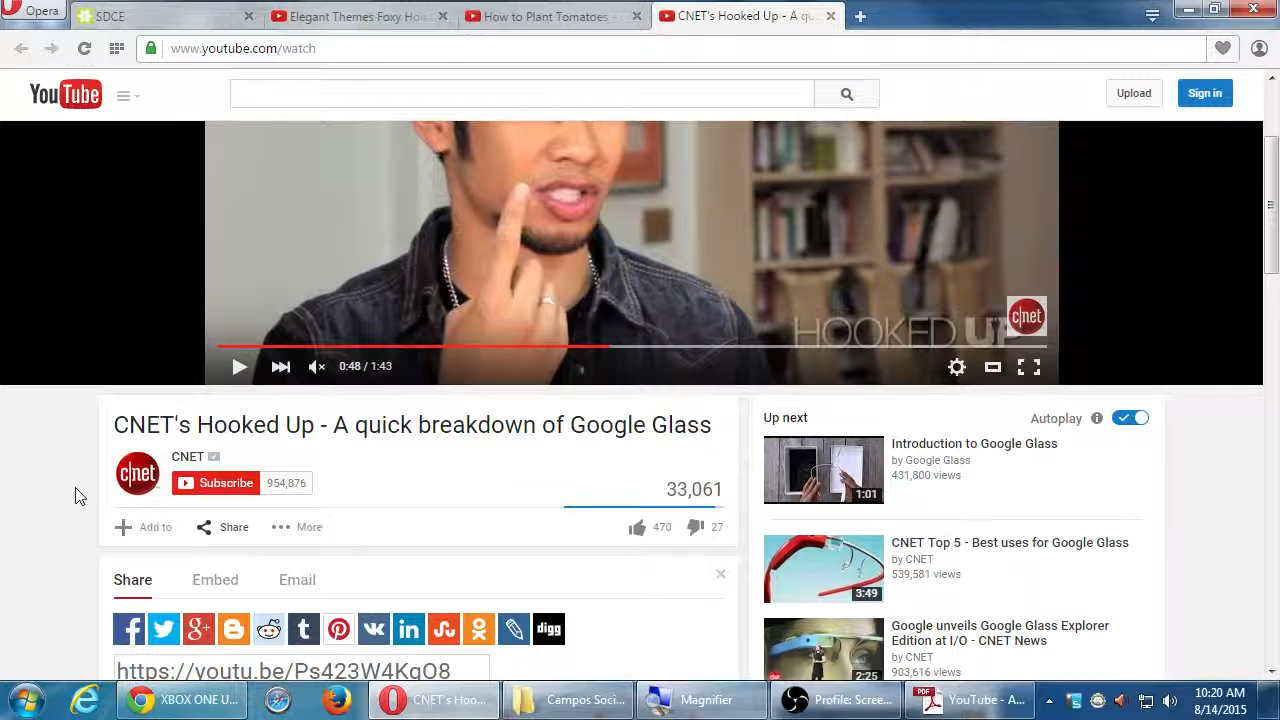 Opera
SDCE
Elegant Themes Foxy Ho
How to Plant Tomatoes -
CNET's Hooked Up - A qu
www.youtube.com/watch
YouTube
Upload
Sign in
HOOKED UP
c|net
0:48 / 1:43
CNET's Hooked Up - A quick breakdown of Google Glass
c|net
CNET
Subscribe
954,876
33,061
Add to
Share
More
470
27
Share
Embed
Email
digg
https://youtu.be/Ps423W4KgO8
Up next
Autoplay
1:01
Introduction to Google Glass
by Google Glass
431,800 views
3:49
CNET Top 5 - Best uses for Google Glass
by CNET
539,581 views
2:25
Google unveils Google Glass Explorer
Edition at I/O - CNET News
by CNET
903,616 views
XBOX ONE U...
CNET's Hoo...
Campos Soci...
Magnifier
Profile: Scree...
PDF
YouTube - A...
10:20 AM
8/14/2015